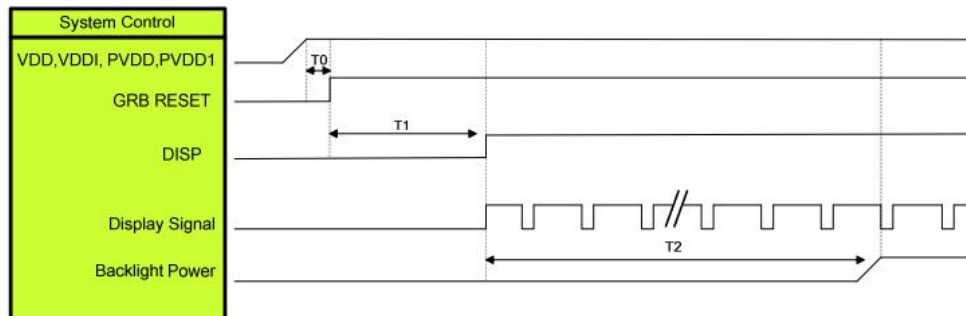 System Control
VDD,VDDI, PVDD,PVDD1
T0
GRB RESET
T1
DISP
Display Signal
T2
Backlight Power